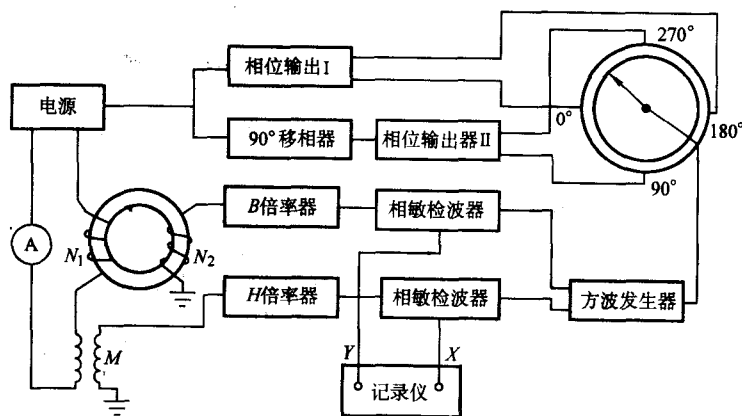 相位输出I
270°
电源
0°
180°
90°移相器
相位输出器II
90°
B倍率器
相敏检波器
A
N₁
N₂
H倍率器
相敏检波器
方波发生器
M
Y
X
记录仪